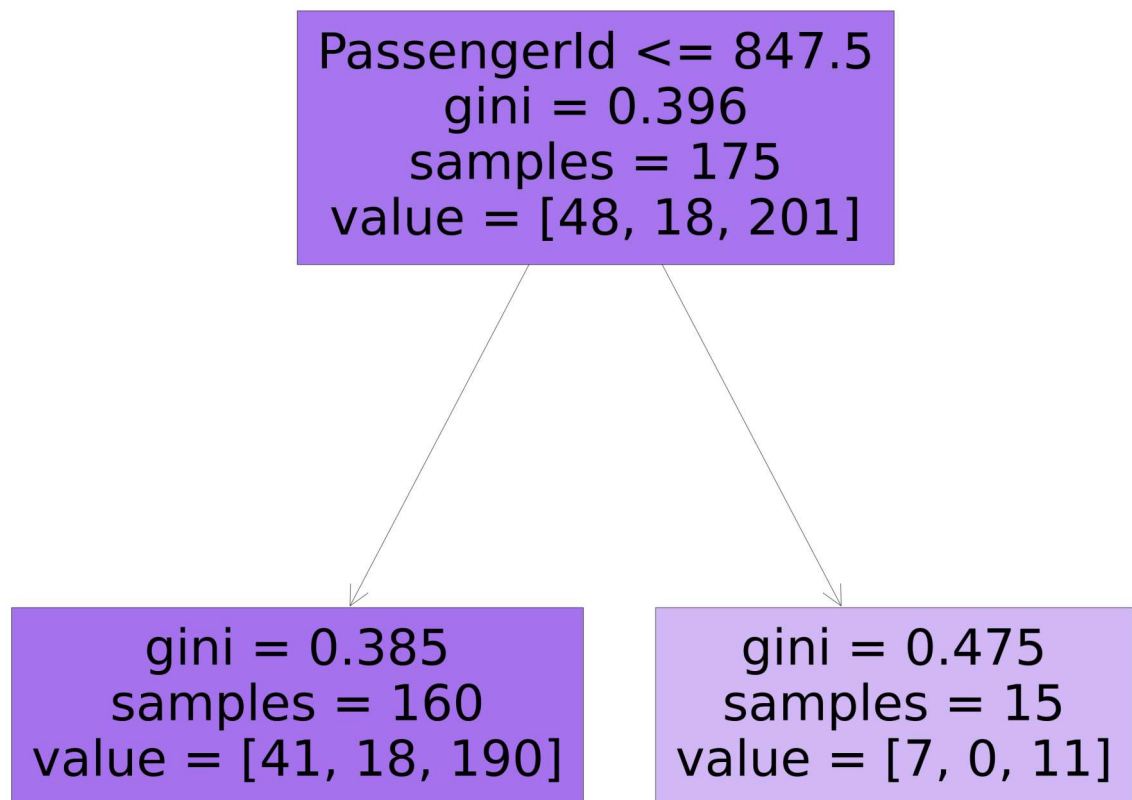 PassengerId <= 847.5
gini = 0.396
samples = 175
value = [48, 18, 201]
gini = 0.385
samples = 160
value = [41, 18, 190]
gini = 0.475
samples = 15
value = [7, 0, 11]